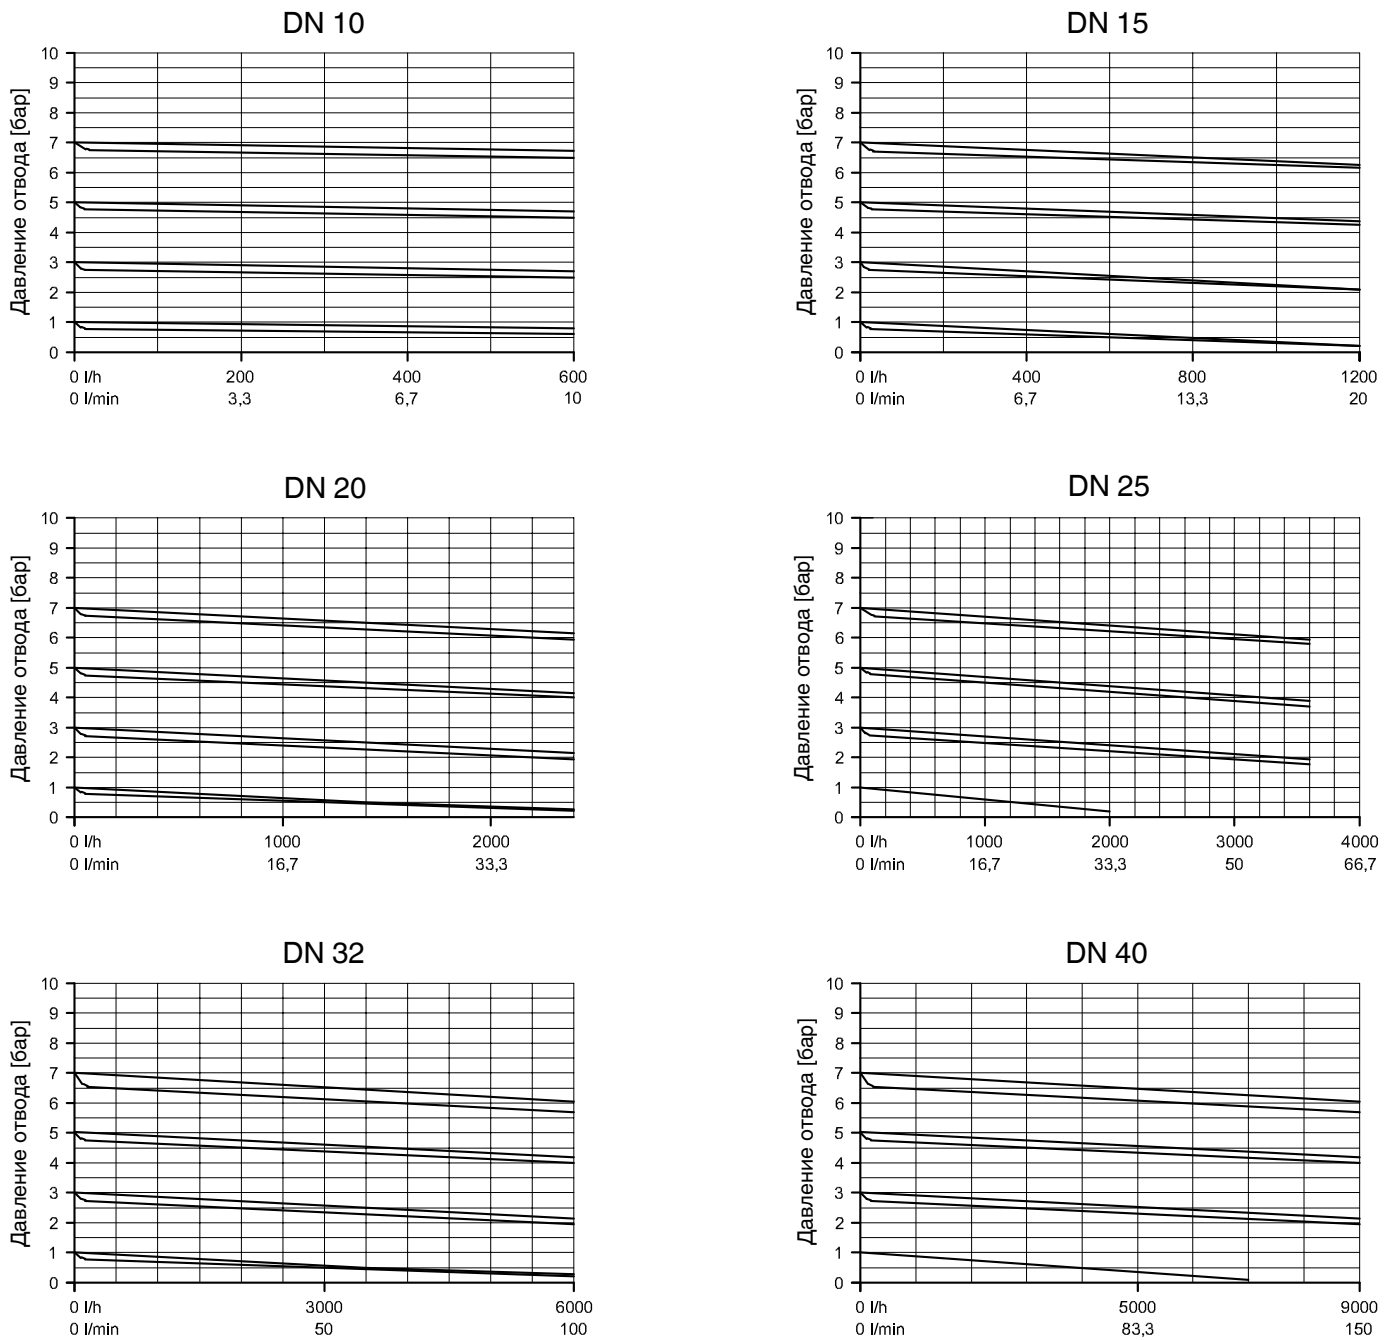 DN 10
Давление отвода [бар]
10
9
8
7
6
5
4
3
2
1
0
0 l/h 200 400 600
0 l/min 3,3 6,7 10
DN 15
Давление отвода [бар]
10
9
8
7
6
5
4
3
2
1
0
0 l/h 400 800 1200
0 l/min 6,7 13,3 20
DN 20
Давление отвода [бар]
10
9
8
7
6
5
4
3
2
1
0
0 l/h 1000 2000
0 l/min 16,7 33,3
DN 25
Давление отвода [бар]
10
9
8
7
6
5
4
3
2
1
0
0 l/h 1000 2000 3000 4000
0 l/min 16,7 33,3 50 66,7
DN 32
Давление отвода [бар]
10
9
8
7
6
5
4
3
2
1
0
0 l/h 3000 6000
0 l/min 50 100
DN 40
Давление отвода [бар]
10
9
8
7
6
5
4
3
2
1
0
0 l/h 5000 9000
0 l/min 83,3 150